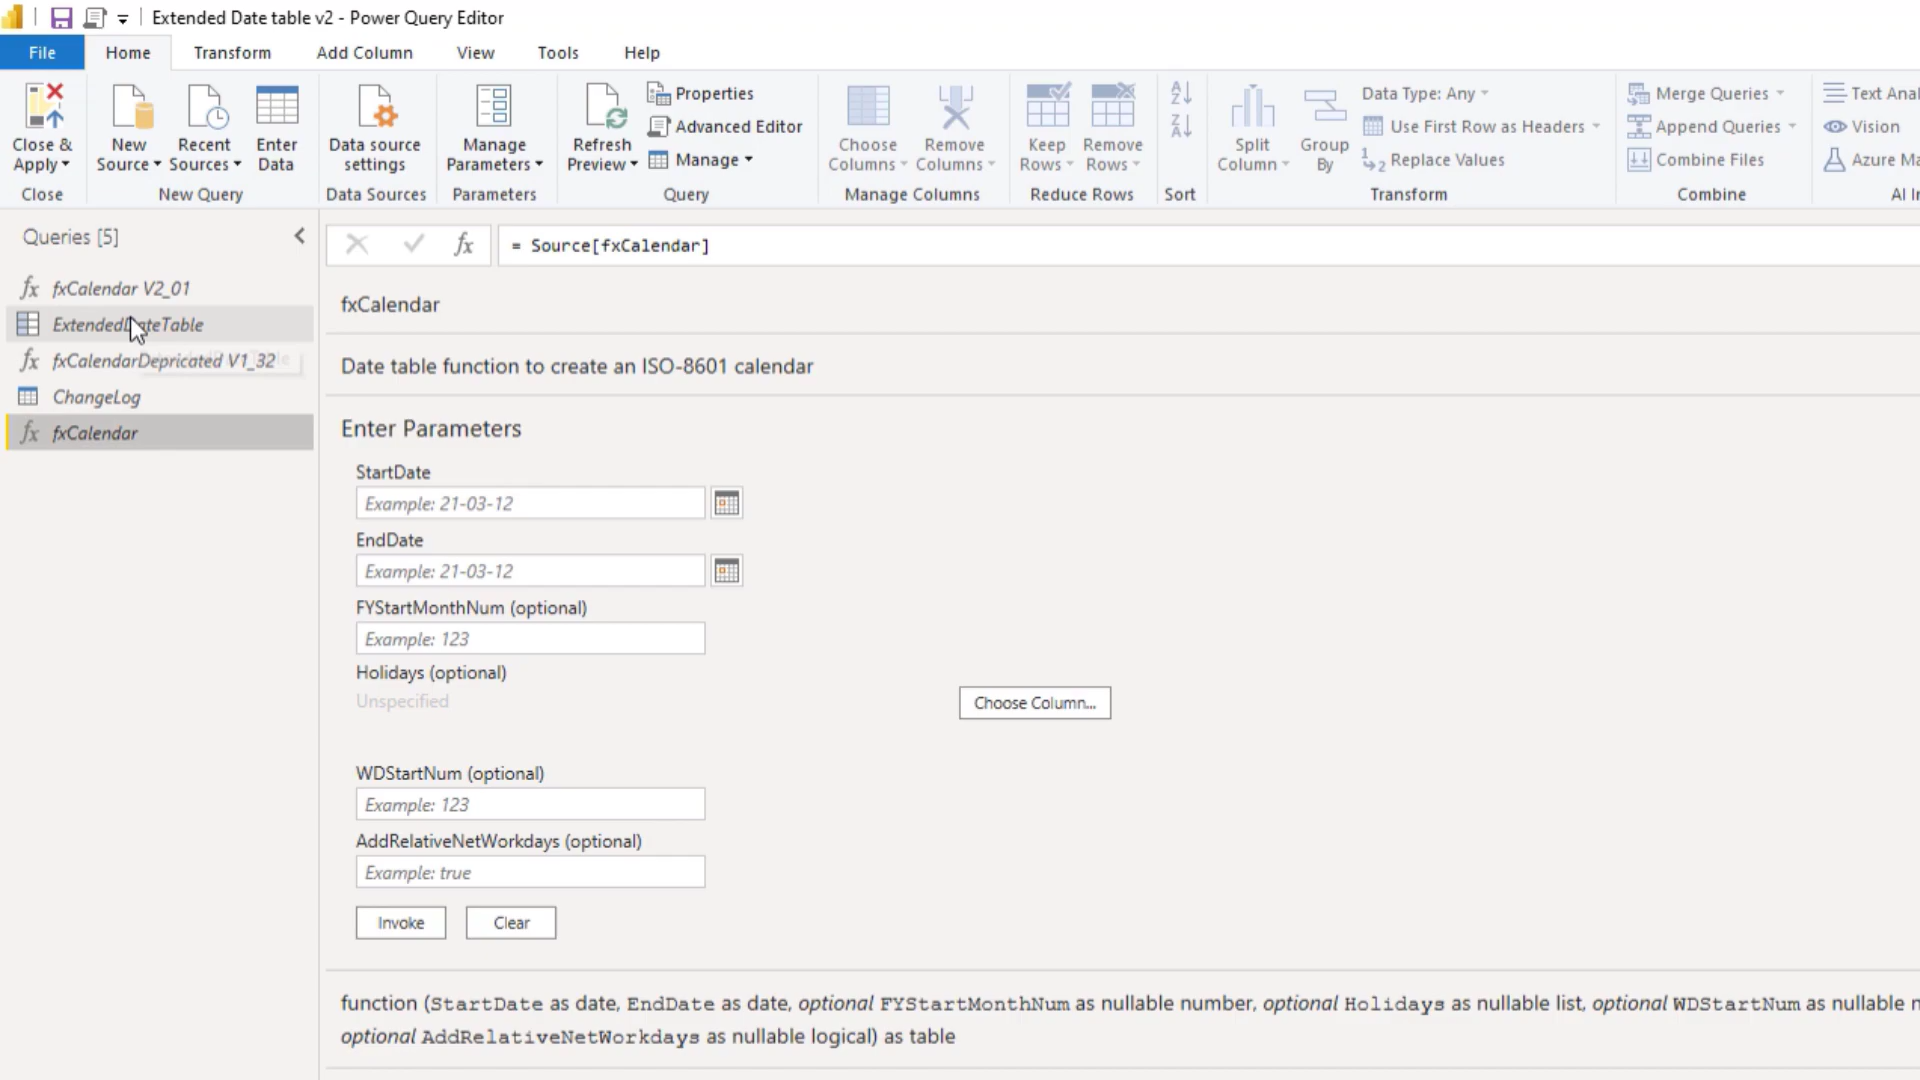 Extended Date table v2 - Power Query Editor
File Home Transform Add Column View Tools Help
Close & Apply
New Source
Recent Sources
Enter Data
Data source settings
Manage Parameters
Refresh Preview
Properties
Advanced Editor
Manage
Choose Columns
Remove Columns
Keep Rows
Remove Rows
Split Column
Group By
Data Type: Any
Use First Row as Headers
Replace Values
Merge Queries
Append Queries
Combine Files
Text
Vision
Azure
Close New Query Data Sources Parameters Query Manage Columns Reduce Rows Sort Transform Combine AI
Queries [5]
fx = Source[fxCalendar]
fx fxCalendar V2_01
ExtendedDateTable
fx fxCalendarDepricated V1_32
ChangeLog
fx fxCalendar
fxCalendar
Date table function to create an ISO-8601 calendar
Enter Parameters
StartDate
Example: 21-03-12
EndDate
Example: 21-03-12
FYStartMonthNum (optional)
Example: 123
Holidays (optional)
Unspecified
Choose Column...
WDStartNum (optional)
Example: 123
AddRelativeNetWorkdays (optional)
Example: true
Invoke Clear
function (StartDate as date, EndDate as date, optional FYStartMonthNum as nullable number, optional Holidays as nullable list, optional WDStartNum as nullable
optional AddRelativeNetWorkdays as nullable logical) as table